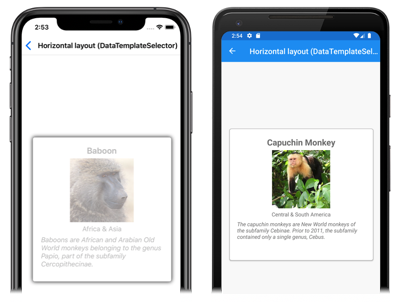 2:53
Horizontal layout (DataTemplateSelector)
Baboon
Africa & Asia
Baboons are African and Arabian Old
World monkeys belonging to the genus
Papio, part of the subfamily
Cercopithecinae.
2:54
Horizontal layout (DataTemplateSel...
Capuchin Monkey
Central & South America
The capuchin monkeys are New World monkeys of
the subfamily Cebinae. Prior to 2011, the subfamily
contained only a single genus, Cebus.